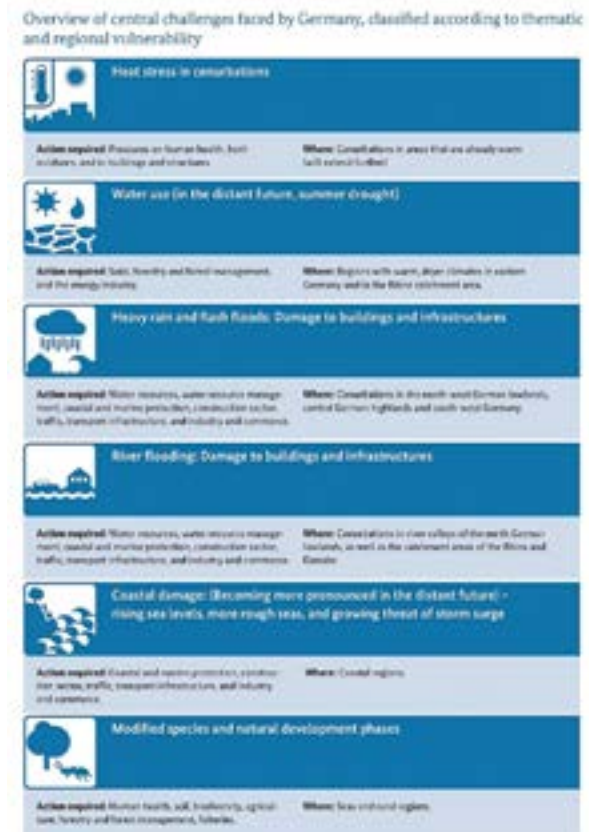 Overview of central challenges faced by Germany, classified according to thematic
and regional vulnerability
Heat stress in conurbations
Action required: Pressures on human health, both
outdoors and in buildings and structures.
Where: Conurbations in areas that are already warm
Water use (in the distant future, summer drought)
Action required: Soils, forestry and forest management,
and the energy industry.
Where: Regions with warm, dryer climates in eastern
Germany and in the Rhine catchment area.
Heavy rain and flash floods: Damage to buildings and infrastructures
Action required: Water resources, water resource manage-
ment, coastal and marine protection, construction sector,
traffic, transport infrastructure, and industry and commerce.
Where: Conurbations in the north-west German lowlands,
central German highlands and south-west Germany.
River flooding: Damage to buildings and infrastructures
Action required: Water resources, water resource manage-
ment, coastal and marine protection, construction sector,
traffic, transport infrastructure, and industry and commerce.
Where: Conurbations in river valleys of the north German
lowlands, as well as the catchment areas of the Rhine and
Danube.
Coastal damage: (Becoming more pronounced in the distant future) –
rising sea levels, more rough seas, and growing threat of storm surge
Action required: Coastal and marine protection, construc-
tion sector, traffic, transport infrastructure, and industry
and commerce.
Where: Coastal regions.
Modified species and natural development phases
Action required: Human health, soil, biodiversity, agricul-
ture, forestry and forest management, fisheries.
Where: Seas and rural regions.